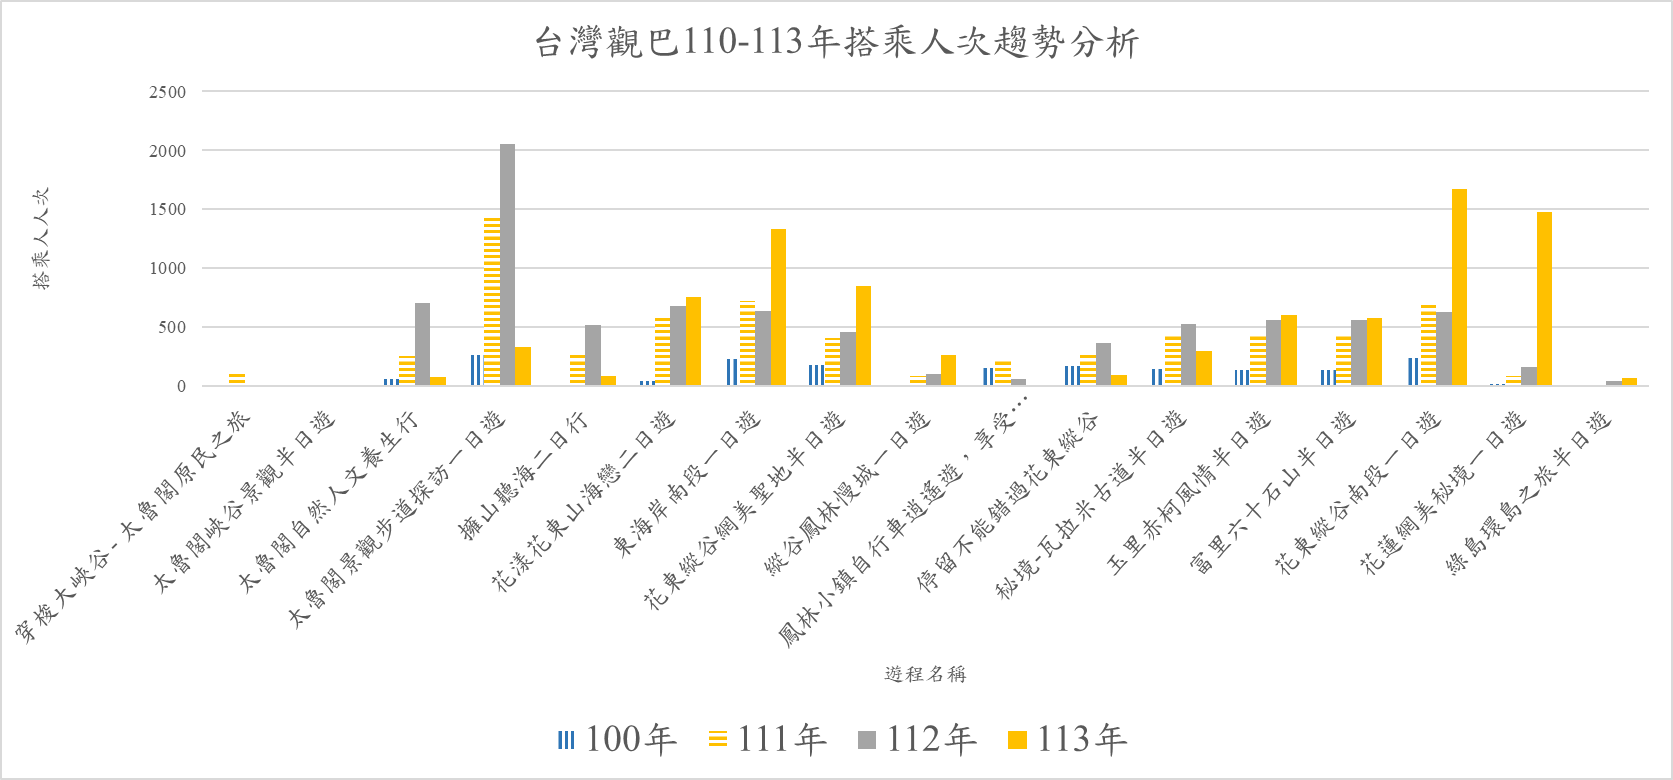 台灣觀巴110-113年搭乘人次趨勢分析
搭乘人人次
2500
2000
1500
1000
500
0
穿梭大峽谷-太魯閣原民之旅
太魯閣峽谷景觀半日遊
太魯閣自然人文養生行
太魯閣景觀步道探訪一日遊
擁山聽海二日行
花漾花東山海戀二日遊
東海岸南段一日遊
花東縱谷網美聖地半日遊
縱谷鳳林慢城一日遊
鳳林小鎮自行車逍遙遊，享受…
停留不能錯過花東縱谷
秘境-瓦拉米古道半日遊
玉里赤柯風情半日遊
富里六十石山半日遊
花東縱谷南段一日遊
花蓮網美秘境一日遊
綠島環島之旅半日遊
遊程名稱
100年 111年 112年 113年